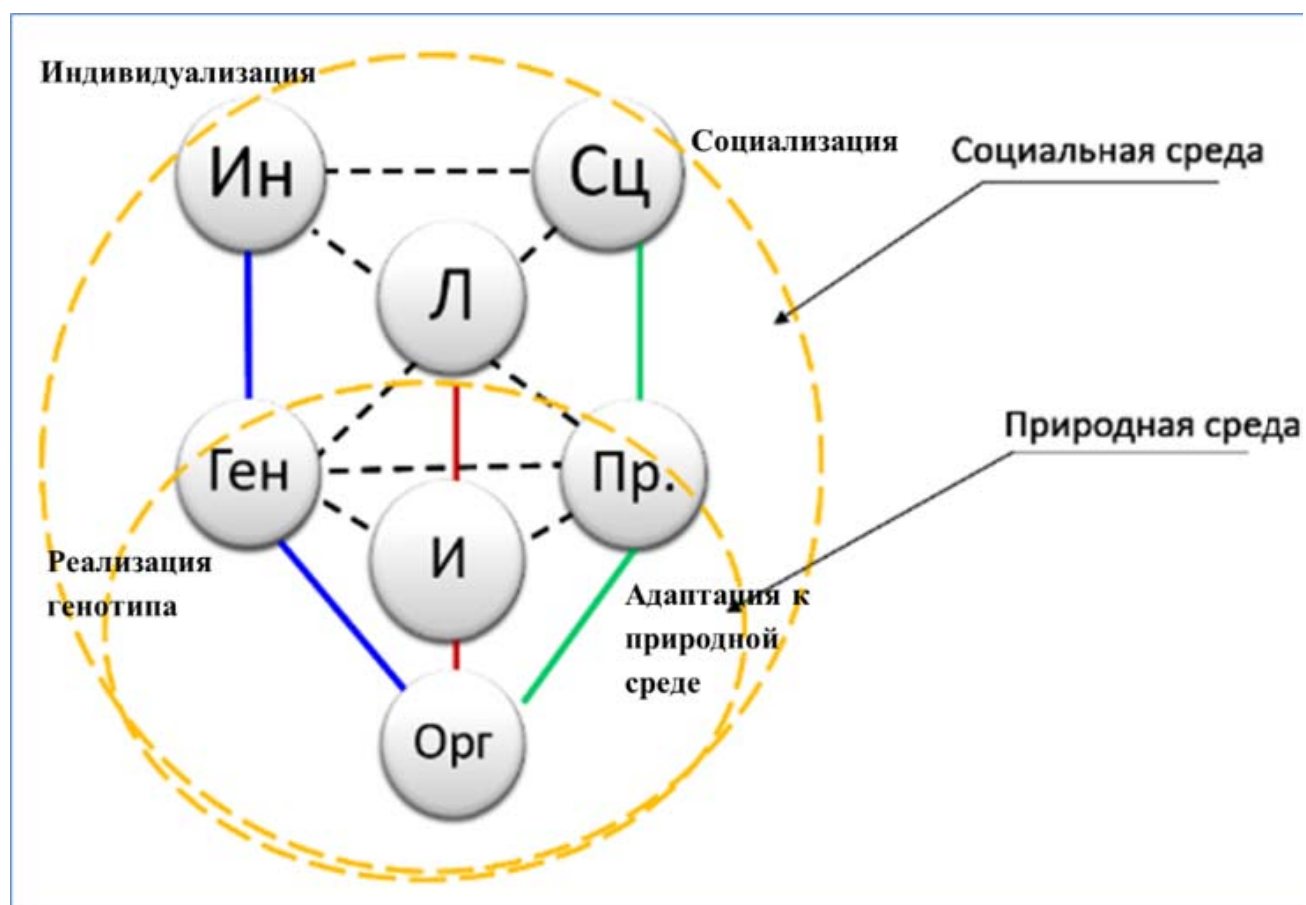 Индивидуализация
Ин
Сц
Социализация
Социальная среда
Л
Природная среда
Ген
Пр.
И
Реализация
генотипа
Адаптация к
природной
среде
Орг